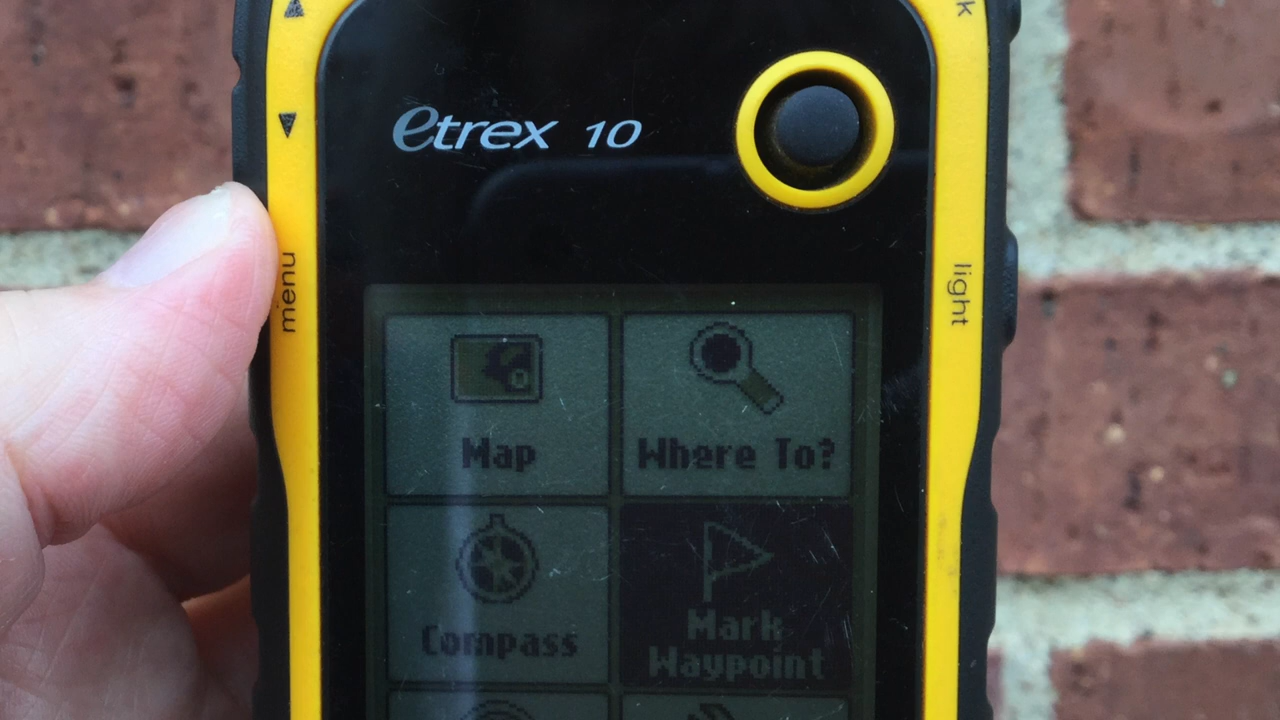 etrex 10
menu
light
Map
Where To?
Compass
Mark
Waypoint